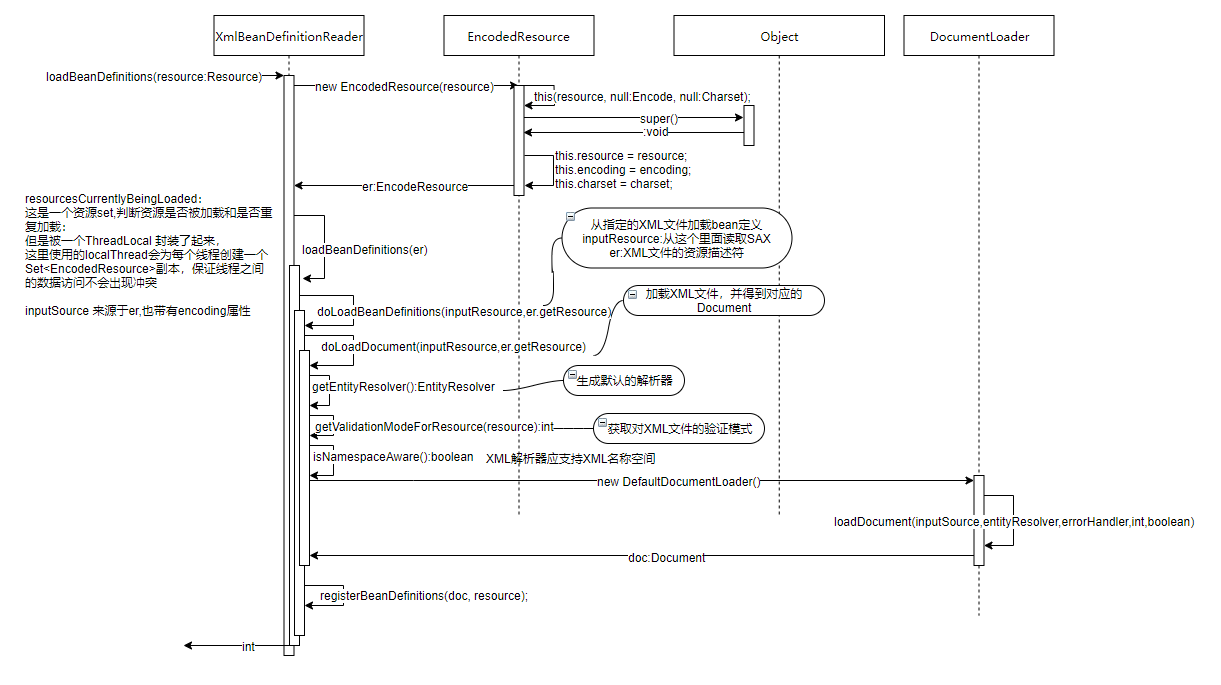 XmlBeanDefinitionReader
EncodedResource
Object
DocumentLoader
loadBeanDefinitions(resource:Resource)
new EncodedResource(resource)
this(resource, null:Encode, null:Charset);
super()
:void
this.resource = resource;
this.encoding = encoding;
this.charset = charset;
er:EncodeResource
resourcesCurrentlyBeingLoaded：
这是一个资源set,判断资源是否被加载和是否重
复加载：
但是被一个ThreadLocal 封装了起来，
这里使用的localThread会为每个线程创建一个
Set<EncodedResource>副本，保证线程之间
的数据访问不会出现冲突
inputSource 来源于er,也带有encoding属性
loadBeanDefinitions(er)
从指定的XML文件加载bean定义
inputResource:从这个里面读取SAX
er:XML文件的资源描述符
doLoadBeanDefinitions(inputResource,er.getResource)
加载XML文件，并得到对应的
Document
doLoadDocument(inputResource,er.getResource)
getEntityResolver():EntityResolver
生成默认的解析器
getValidationModeForResource(resource):int
获取对XML文件的验证模式
isNamespaceAware():boolean
XML解析器应支持XML名称空间
new DefaultDocumentLoader()
loadDocument(inputSource,entityResolver,errorHandler,int,boolean)
doc:Document
registerBeanDefinitions(doc, resource);
int